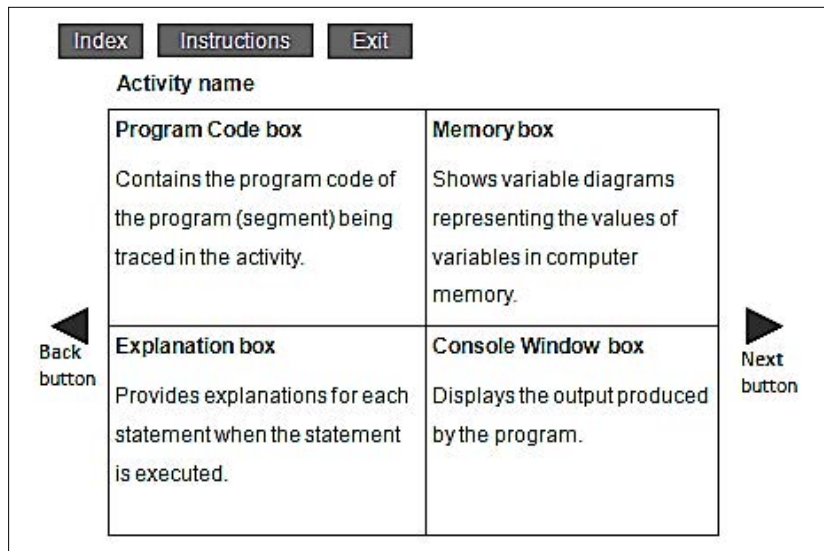 Index Instructions Exit
Activity name
Program Code box
Contains the program code of
the program (segment) being
traced in the activity.
Memory box
Shows variable diagrams
representing the values of
variables in computer
memory.
Back
button
Explanation box
Provides explanations for each
statement when the statement
is executed.
Console Window box
Displays the output produced
by the program.
Next
button